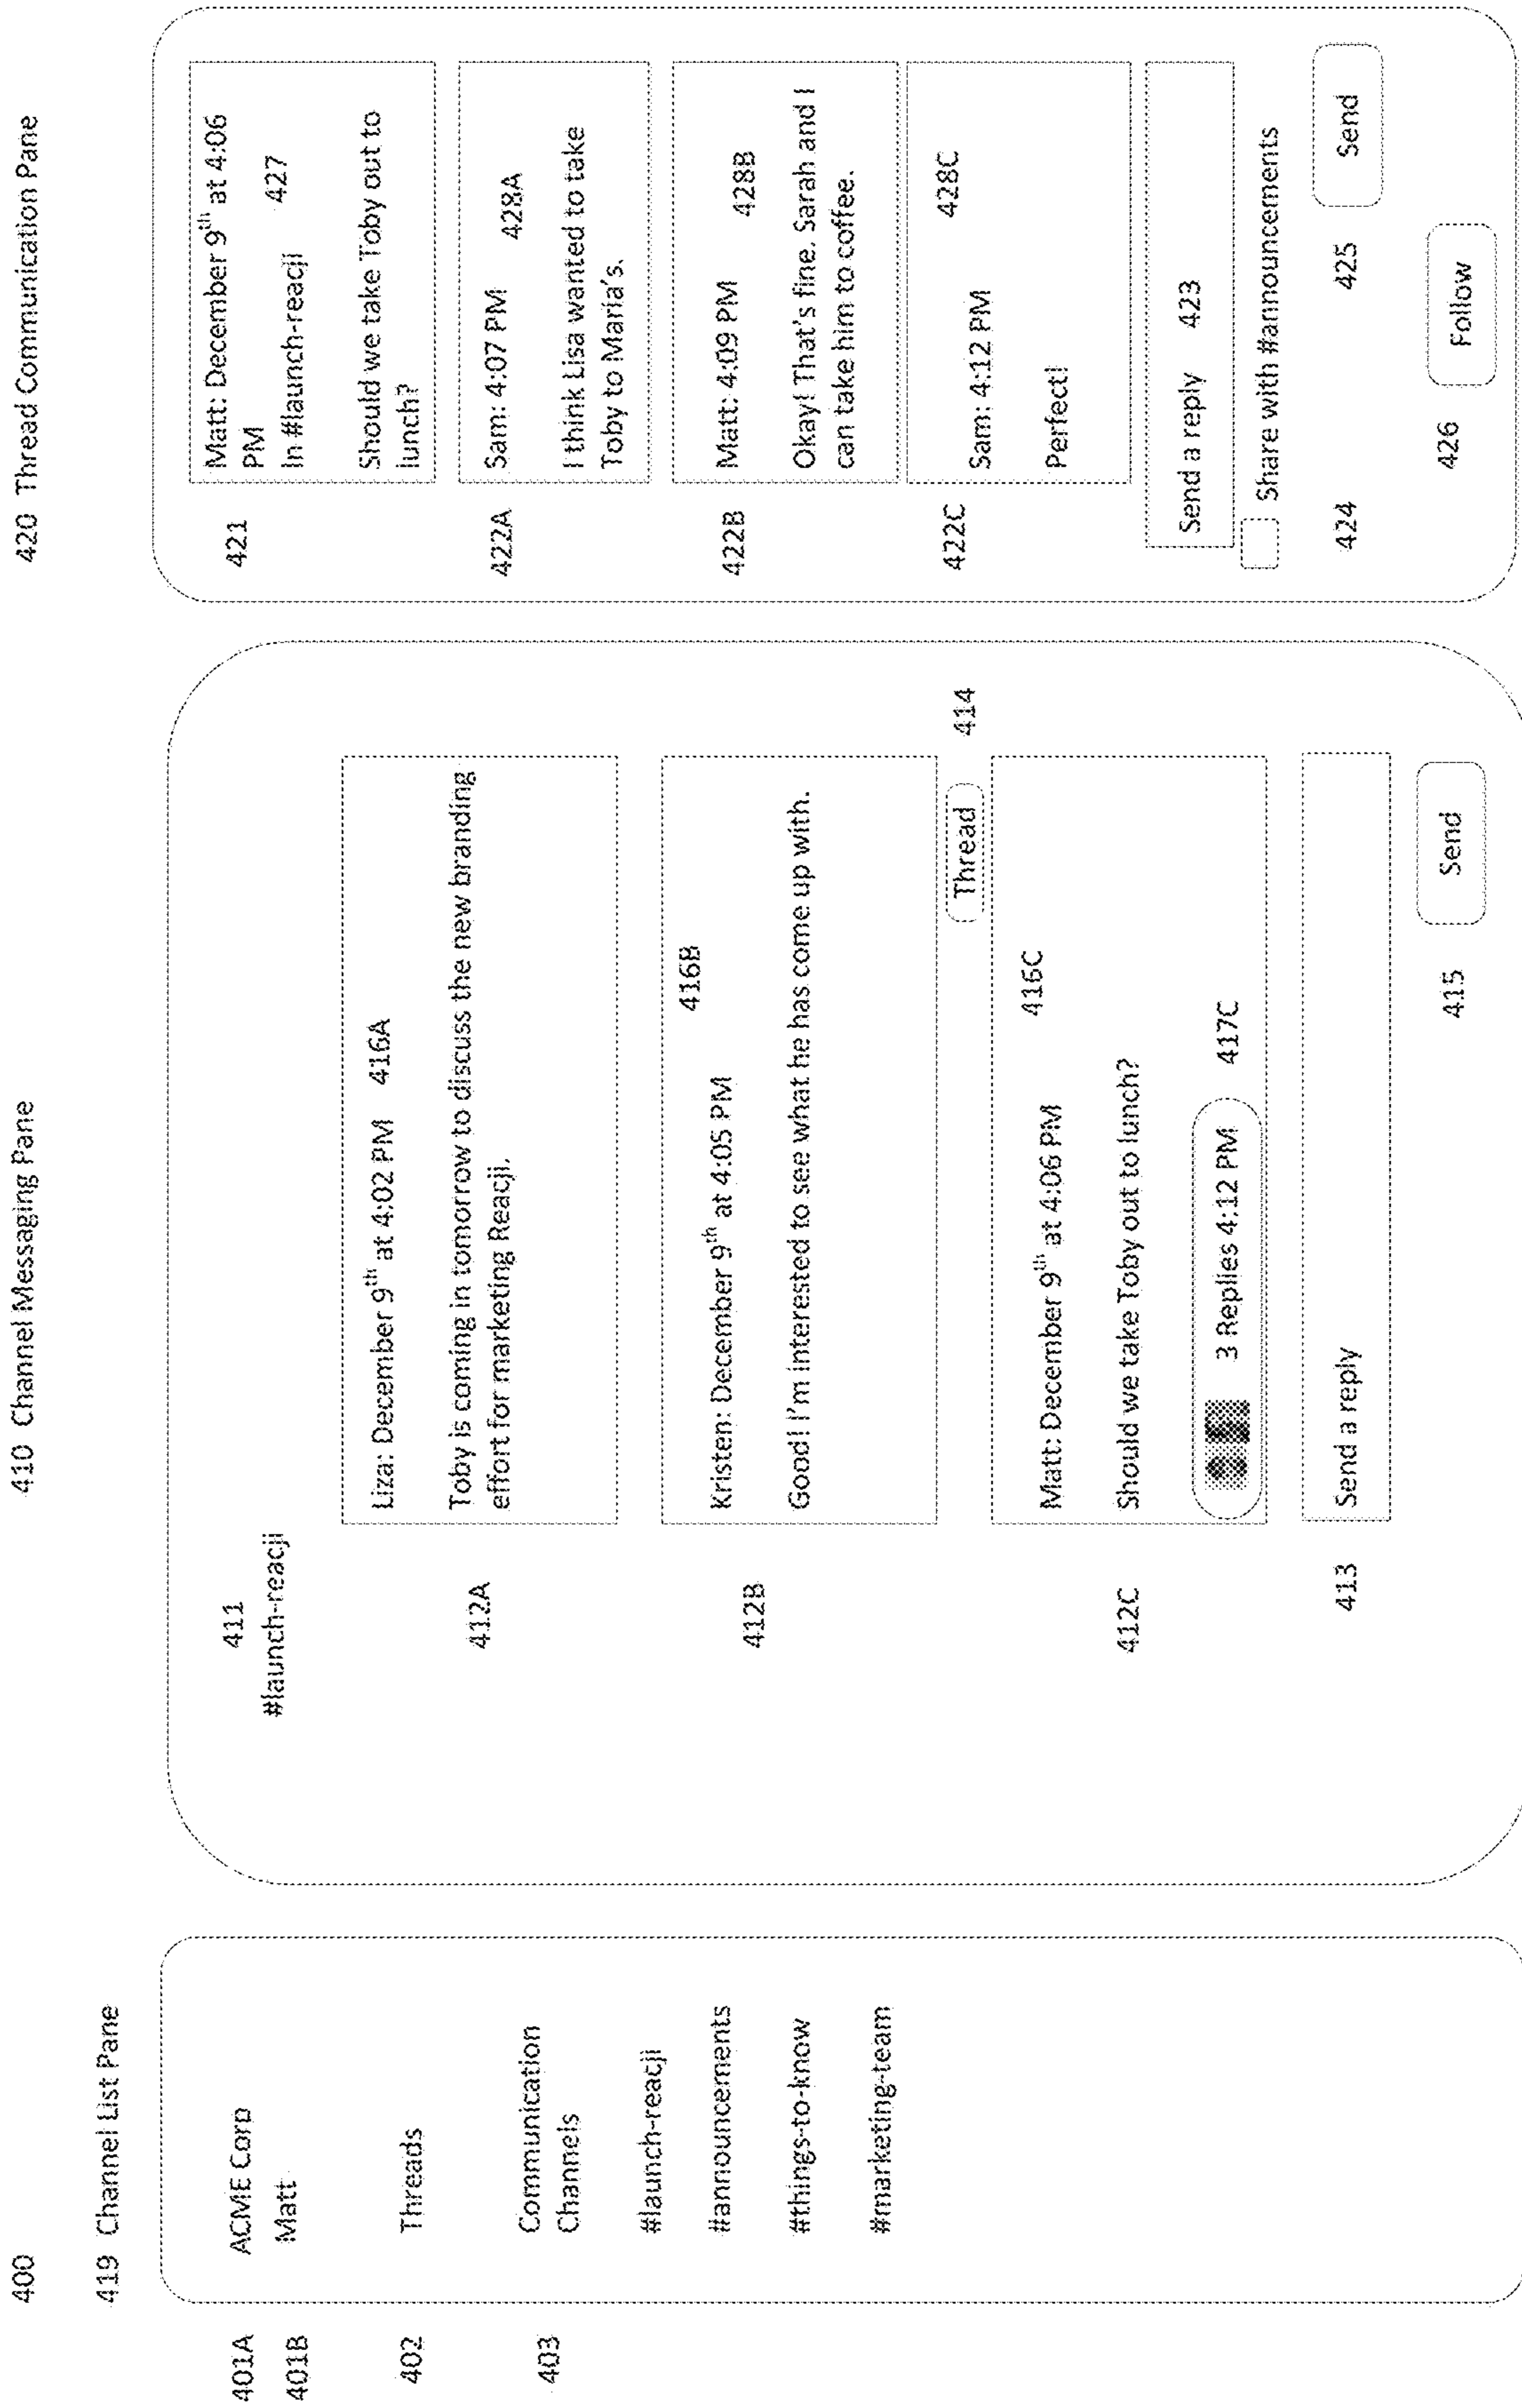 400
419 Channel List Pane
401A ACME Corp
401B Matt
402 Threads
403 Communication
Channels
#launch-reacji
#announcements
#things-to-know
#marketing-team
410 Channel Messaging Pane
411
#launch-reacji
412A
Liza: December 9th at 4:02 PM 416A
Toby is coming in tomorrow to discuss the new branding
effort for marketing Reacji.
412B
416B
Kristen: December 9th at 4:05 PM
Good! I'm interested to see what he has come up with.
Thread 414
412C
416C
Matt: December 9th at 4:06 PM
Should we take Toby out to lunch?
3 Replies 4:12 PM 417C
413 Send a reply
415 Send
420 Thread Communication Pane
421
Matt: December 9th at 4:06
PM
427
In #launch-reacji
Should we take Toby out to
lunch?
422A
Sam: 4:07 PM 428A
I think Lisa wanted to take
Toby to Maria's.
422B
Matt: 4:09 PM 428B
Okay! That's fine. Sarah and I
can take him to coffee.
422C 428C
Sam: 4:12 PM
Perfect!
Send a reply 423
Share with #announcements
424 425 Send
426 Follow